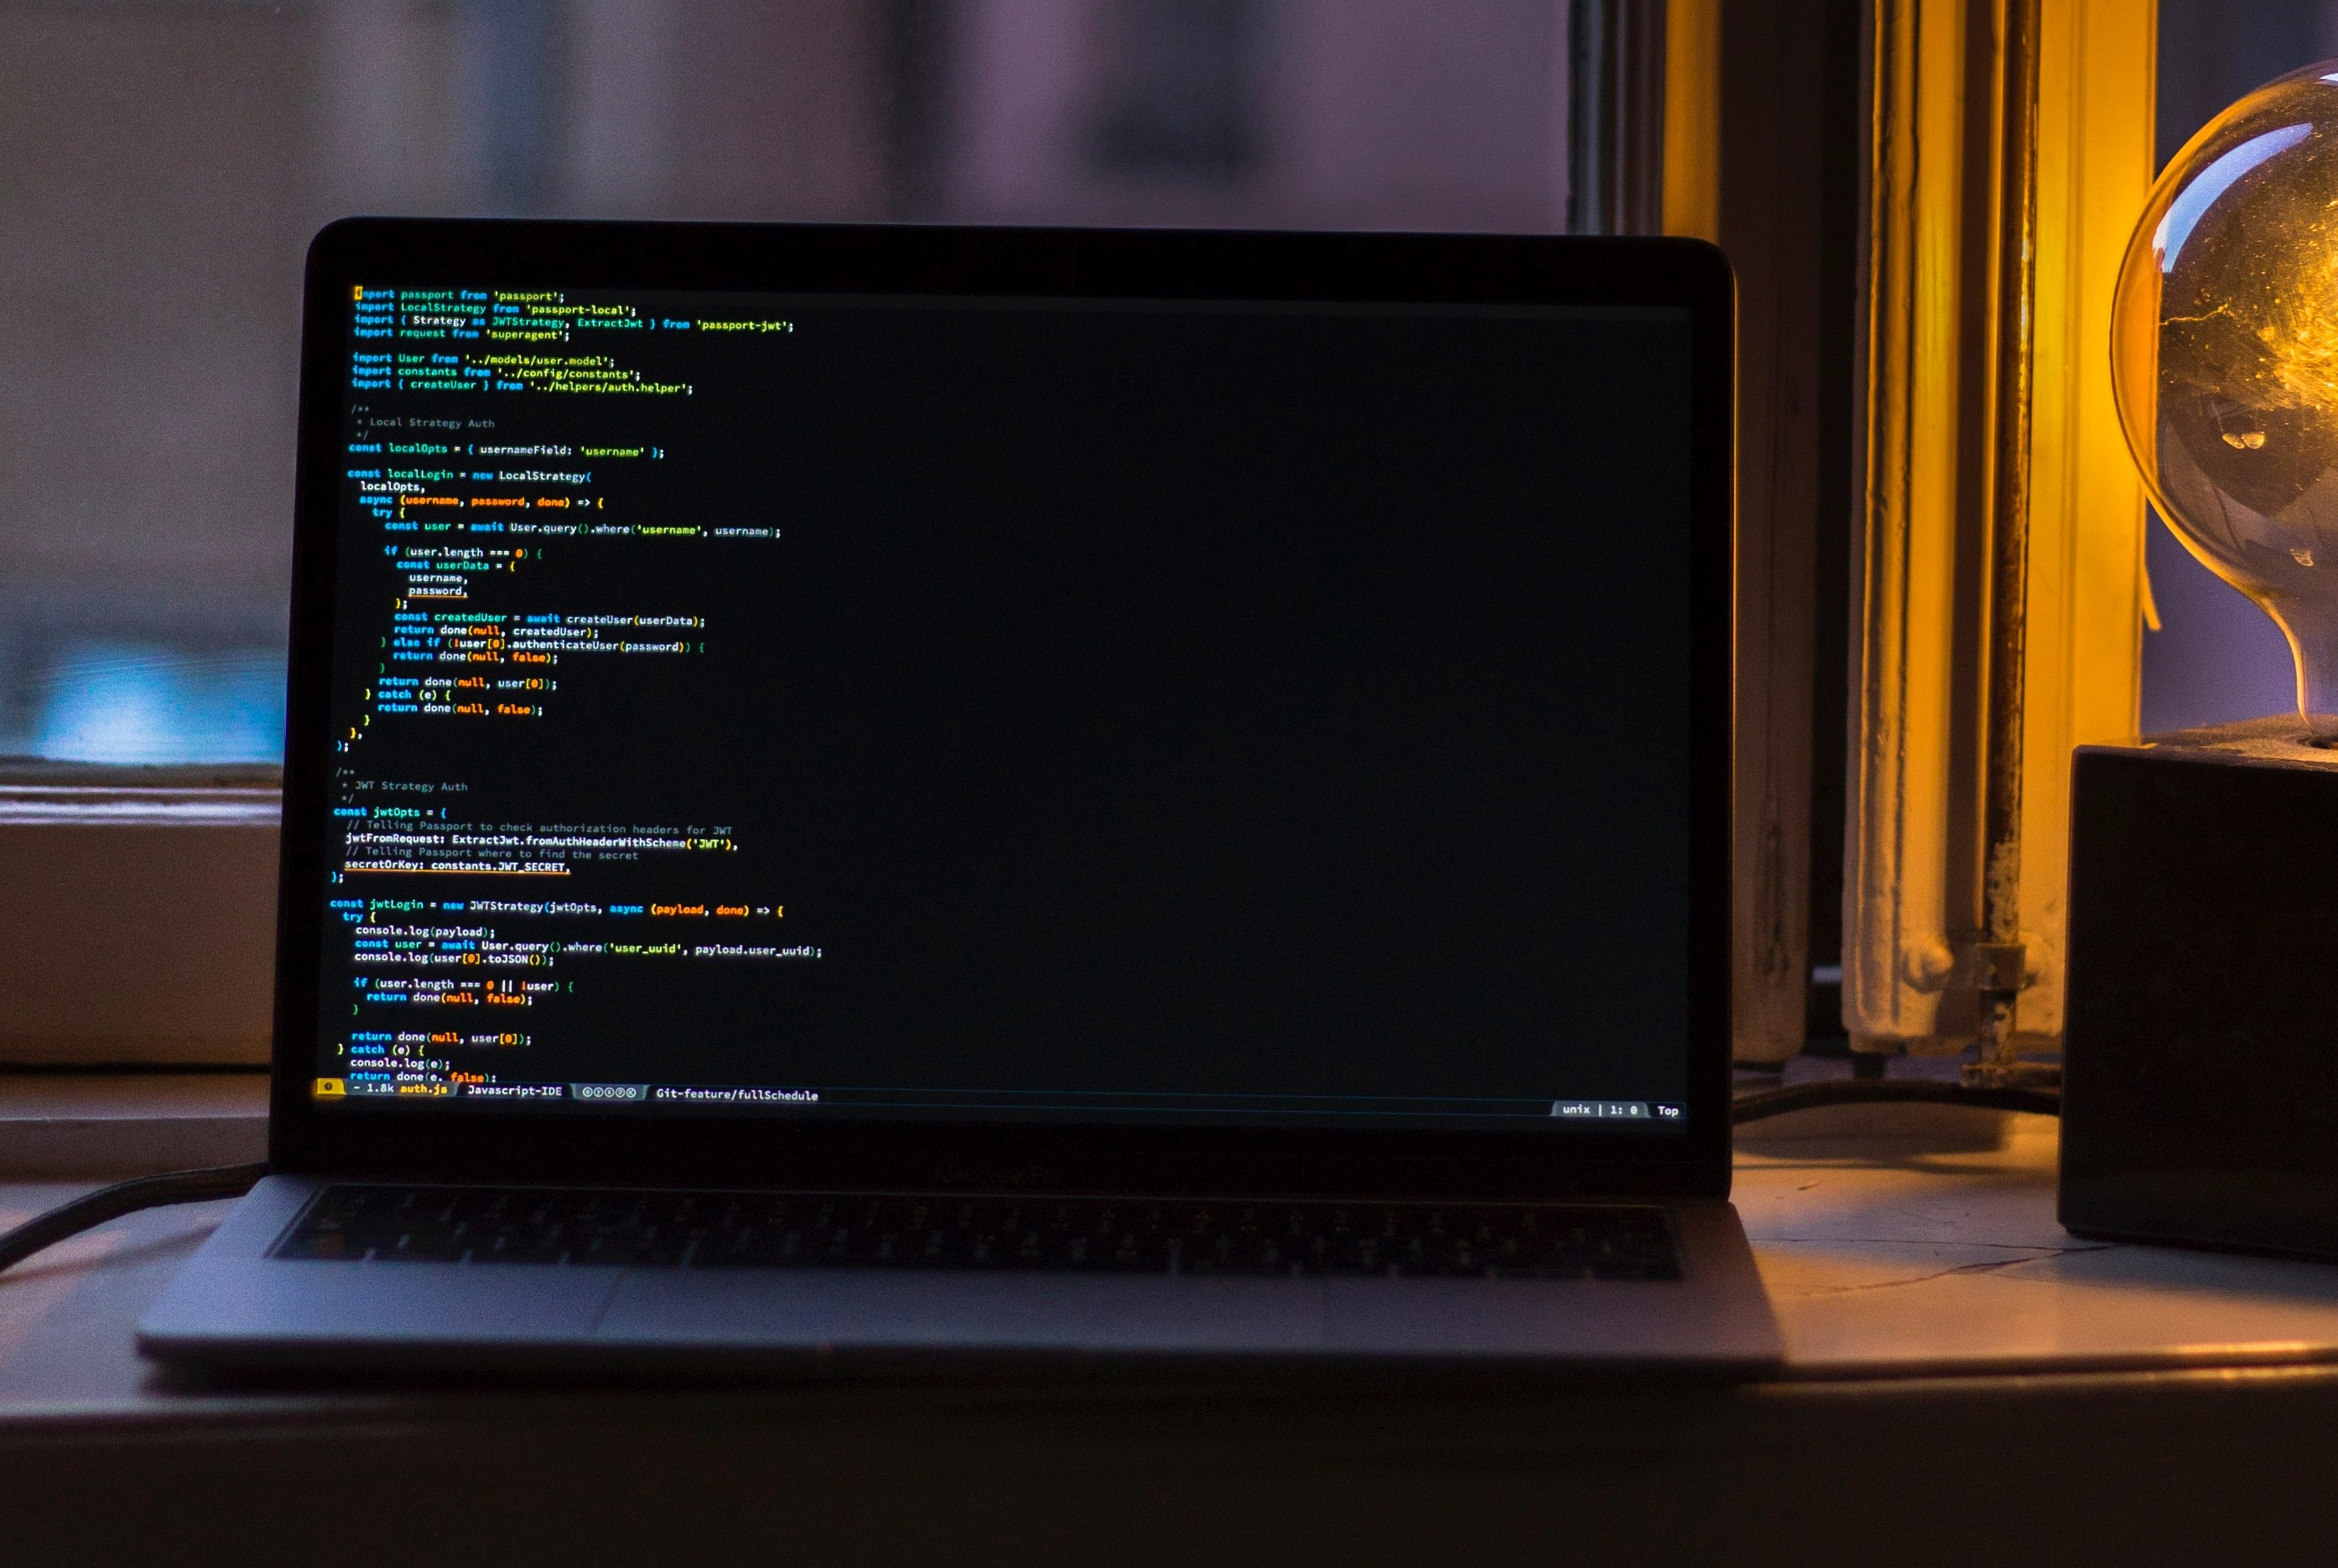 import passport from 'passport';
import LocalStrategy from 'passport-local';
import { Strategy as JWTStrategy, ExtractJwt } from 'passport-jwt';
import request from 'superagent';
import User from '../models/user.model';
import constants from '../config/constants';
import { createUser } from '../helpers/auth.helper';
/**
* Local Strategy Auth
*/
const localOpts = { usernameField: 'username' };
const localLogin = new LocalStrategy(
localOpts,
async (username, password, done) => {
try {
const user = await User.query().where('username', username);
if (user.length === 0) {
const userData = {
username,
password,
};
const createdUser = await createUser(userData);
return done(null, createdUser);
} else if (!user[0].authenticateUser(password)) {
return done(null, false);
}
return done(null, user[0]);
} catch (e) {
return done(null, false);
}
},
);
/**
* JWT Strategy Auth
*/
const jwtOpts = {
// Telling Passport to check authorization headers for JWT
jwtFromRequest: ExtractJwt.fromAuthHeaderWithScheme('JWT'),
// Telling Passport where to find the secret
secretOrKey: constants.JWT_SECRET,
};
const jwtLogin = new JWTStrategy(jwtOpts, async (payload, done) => {
try {
console.log(payload);
const user = await User.query().where('user_uuid', payload.user_uuid);
console.log(user[0].toJSON());
if (user.length === 0 || !user) {
return done(null, false);
}
return done(null, user[0]);
} catch (e) {
console.log(e);
return done(e, false);
- 1.8k auth.js Javascript-IDE Git-feature/fullSchedule unix | 1: 0 Top